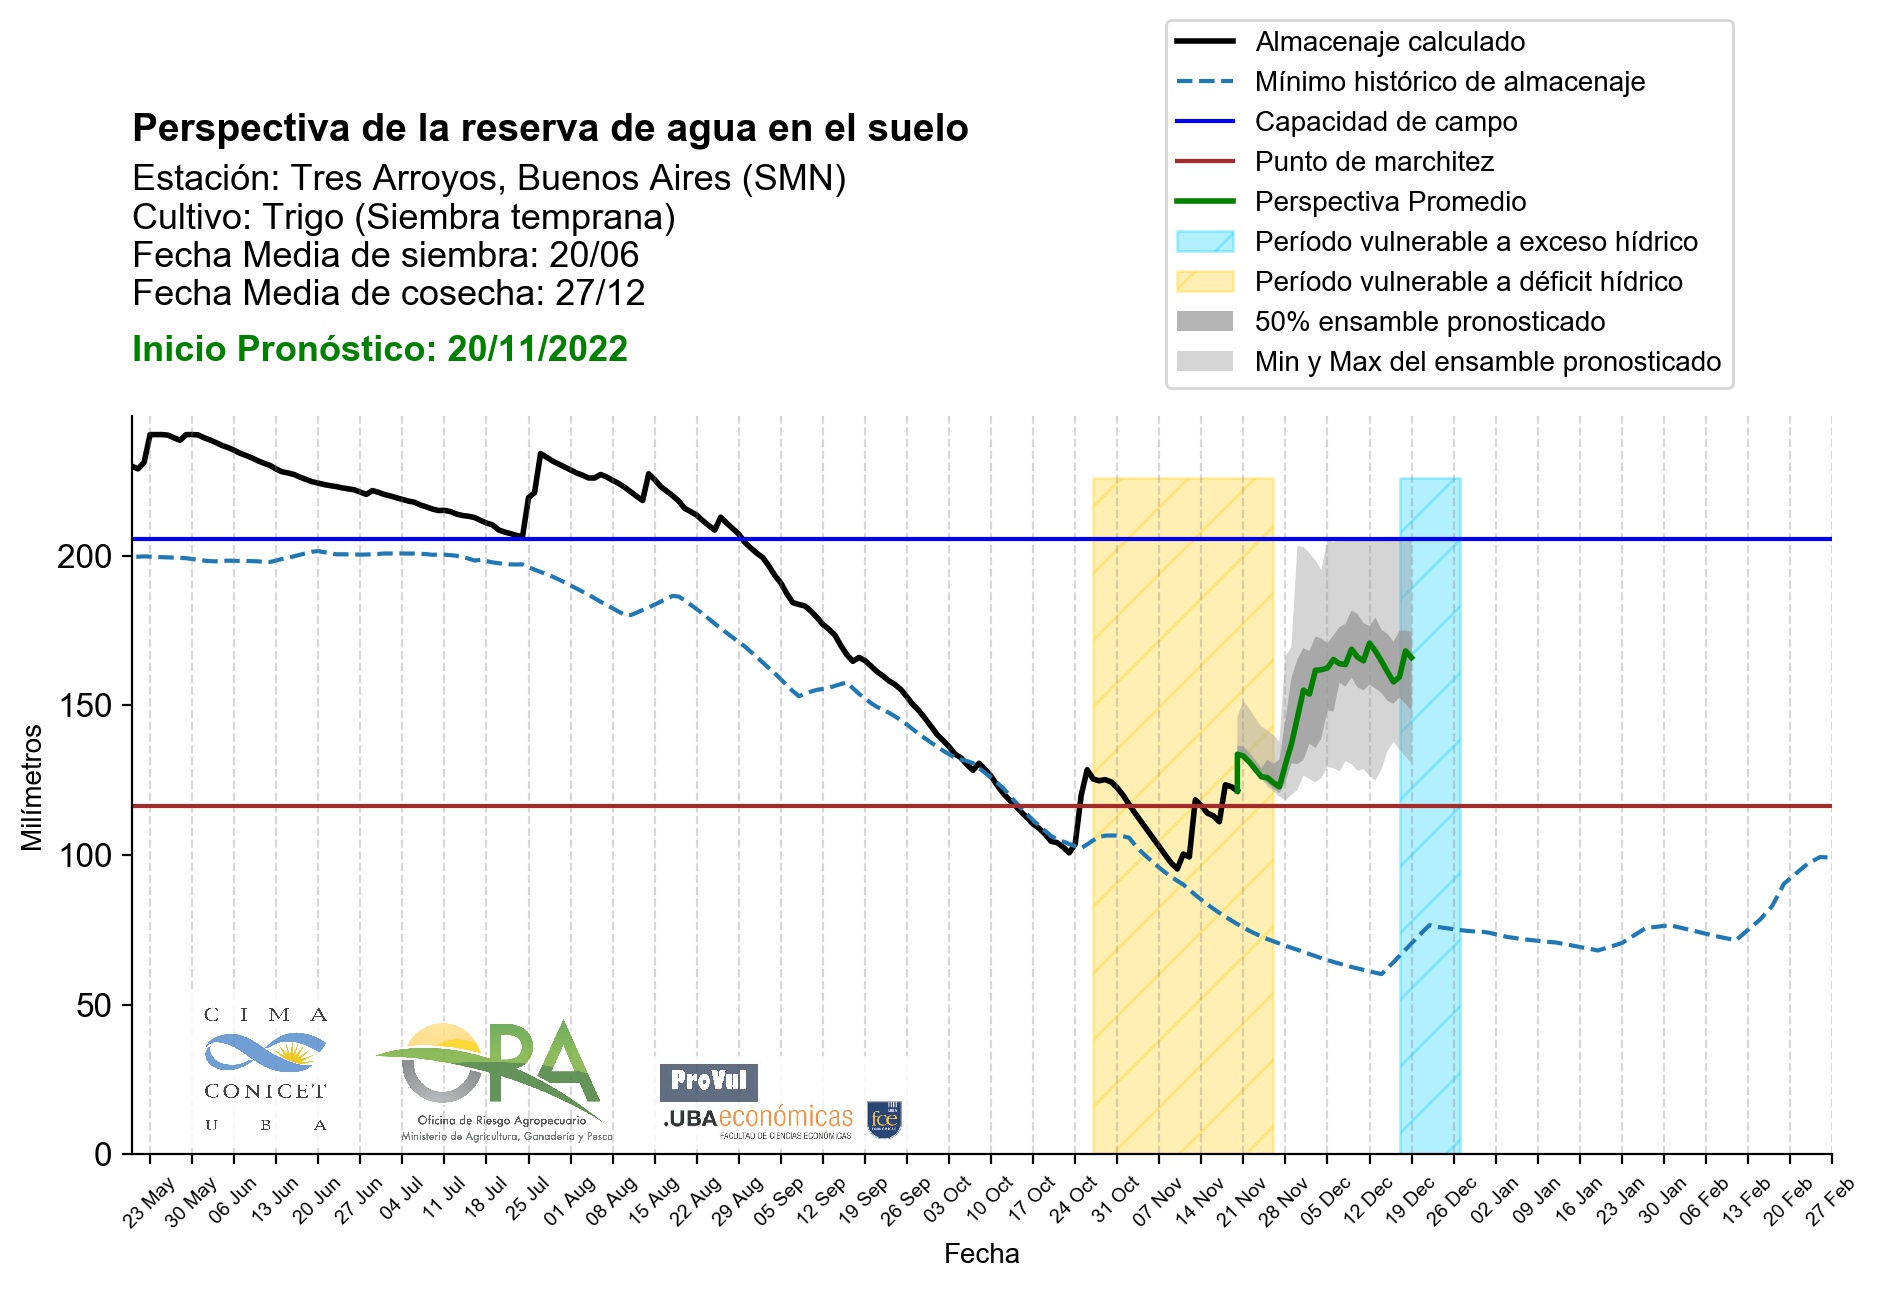 Almacenaje calculado
Mínimo histórico de almacenaje
Capacidad de campo
Punto de marchitez
Perspectiva Promedio
Período vulnerable a exceso hídrico
Período vulnerable a déficit hídrico
50% ensamble pronosticado
Min y Max del ensamble pronosticado
Perspectiva de la reserva de agua en el suelo
Estación: Tres Arroyos, Buenos Aires (SMN)
Cultivo: Trigo (Siembra temprana)
Fecha Media de siembra: 20/06
Fecha Media de cosecha: 27/12
Inicio Pronóstico: 20/11/2022
Milímetros
200
150
100
50
0
C I M A
CONICET
U B A
ORA
Oficina de Riesgo Agropecuario
Ministerio de Agricultura, Ganadería y Pesca
ProVul
.UBAeconómicas
FACULTAD DE CIENCIAS ECONÓMICAS
UBA
fce
ECONÓMICAS
23 May
30 May
06 Jun
13 Jun
20 Jun
27 Jun
04 Jul
11 Jul
18 Jul
25 Jul
01 Aug
08 Aug
15 Aug
22 Aug
29 Aug
05 Sep
12 Sep
19 Sep
26 Sep
03 Oct
10 Oct
17 Oct
24 Oct
31 Oct
07 Nov
14 Nov
21 Nov
28 Nov
05 Dec
12 Dec
19 Dec
26 Dec
02 Jan
09 Jan
16 Jan
23 Jan
30 Jan
06 Feb
13 Feb
20 Feb
27 Feb
Fecha